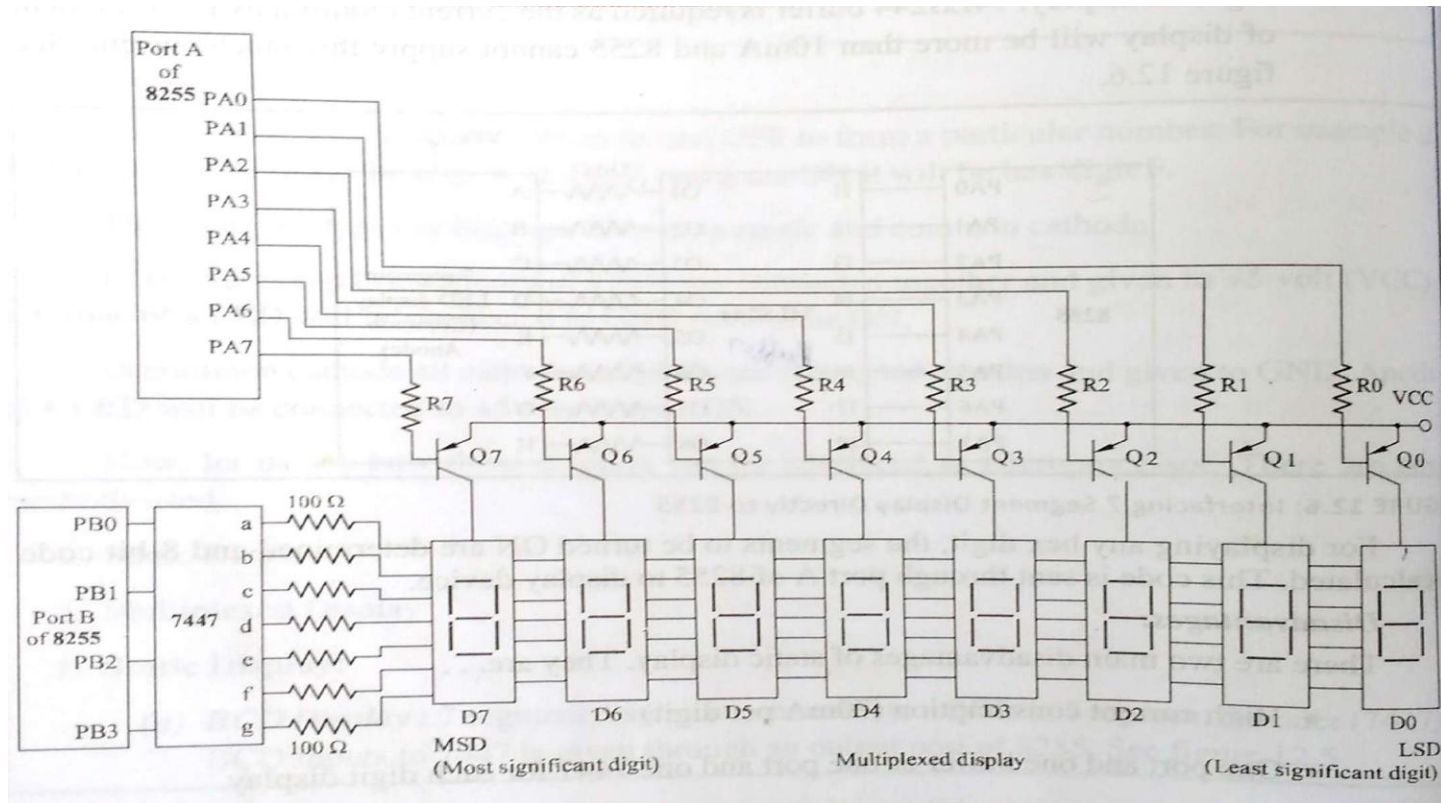 Port A
of
8255
PA0
PA1
PA2
PA3
PA4
PA5
PA6
PA7
R7
R6
R5
R4
R3
R2
R1
R0
VCC
Q7
Q6
Q5
Q4
Q3
Q2
Q1
Q0
Port B
of 8255
PB0
PB1
PB2
PB3
7447
100 Ω
a
b
c
d
e
f
g
100 Ω
D7
D6
D5
D4
D3
D2
D1
D0
MSD
(Most significant digit)
Multiplexed display
LSD
(Least significant digit)